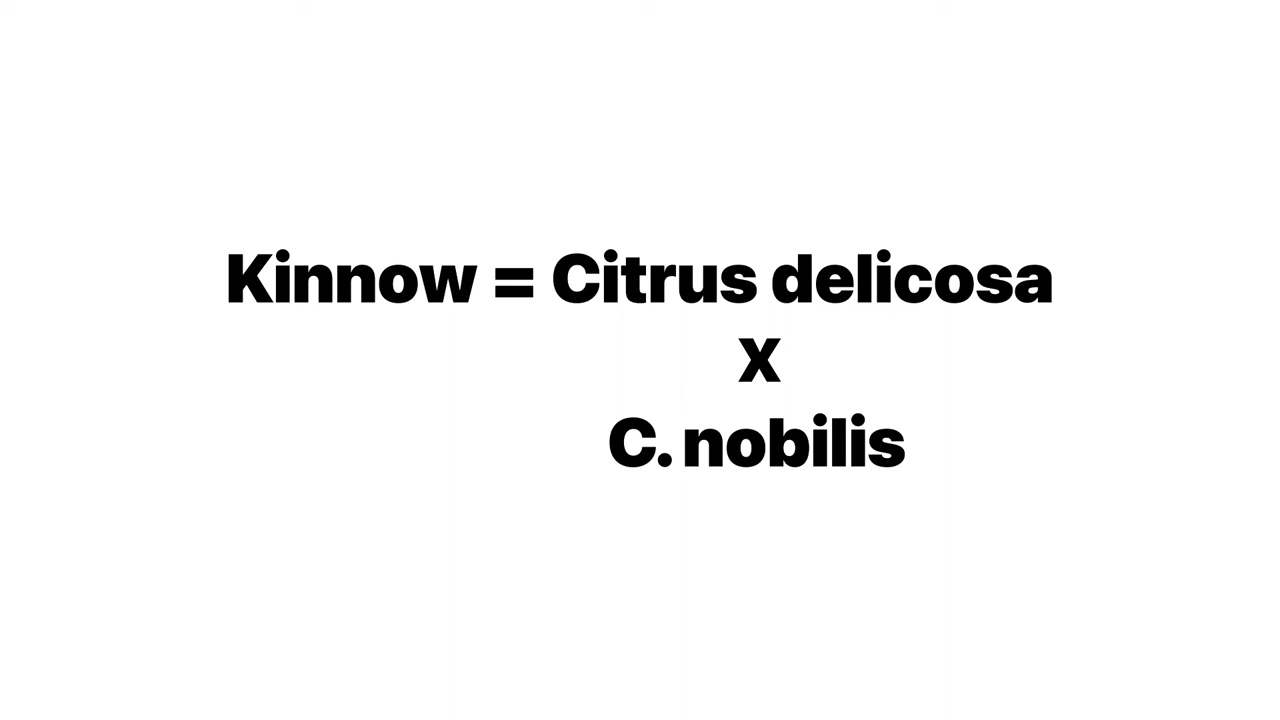 Kinnow = Citrus delicosa
X
C. nobilis